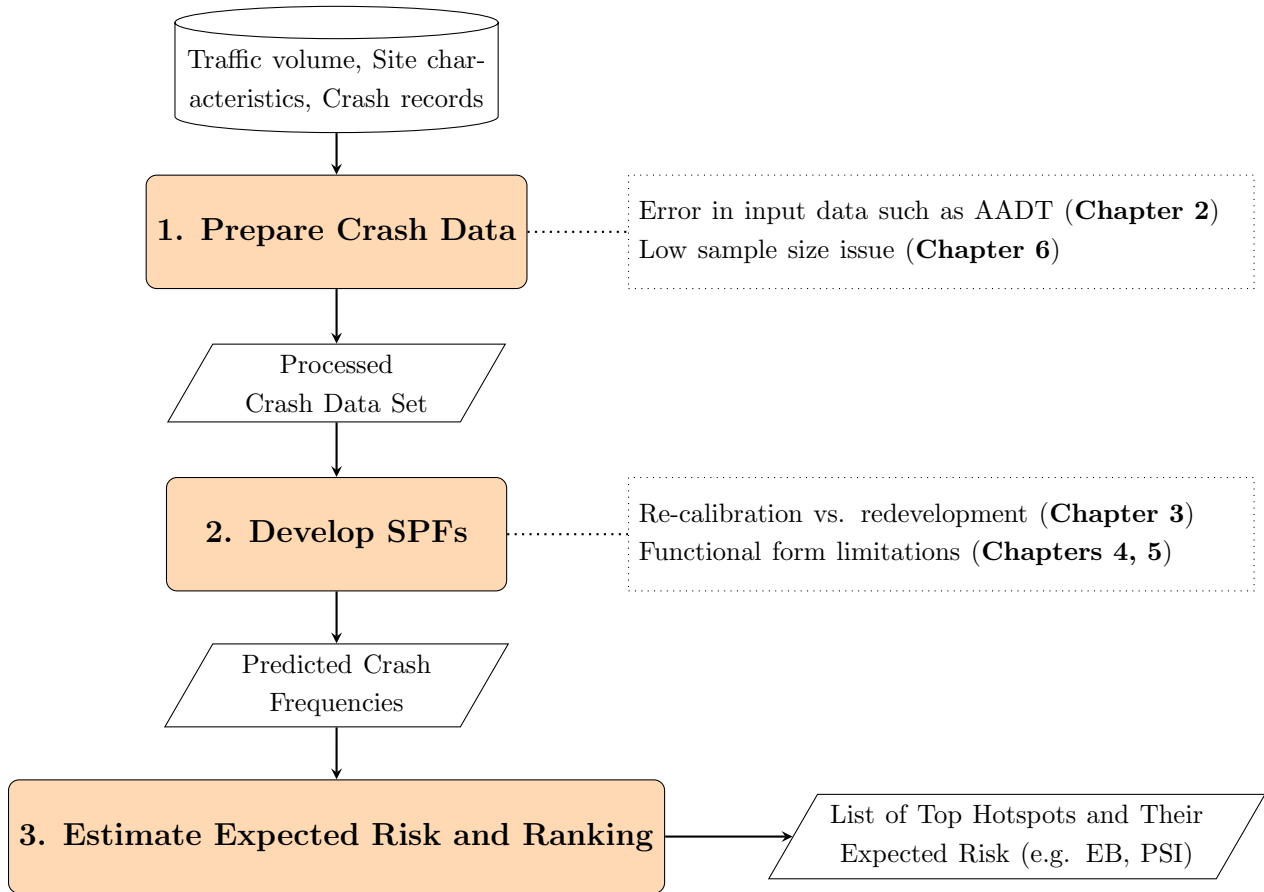 Traffic volume, Site char-
acteristics, Crash records
1. Prepare Crash Data
Error in input data such as AADT (Chapter 2)
Low sample size issue (Chapter 6)
Processed
Crash Data Set
2. Develop SPFs
Re-calibration vs. redevelopment (Chapter 3)
Functional form limitations (Chapters 4, 5)
Predicted Crash
Frequencies
3. Estimate Expected Risk and Ranking
List of Top Hotspots and Their
Expected Risk (e.g. EB, PSI)